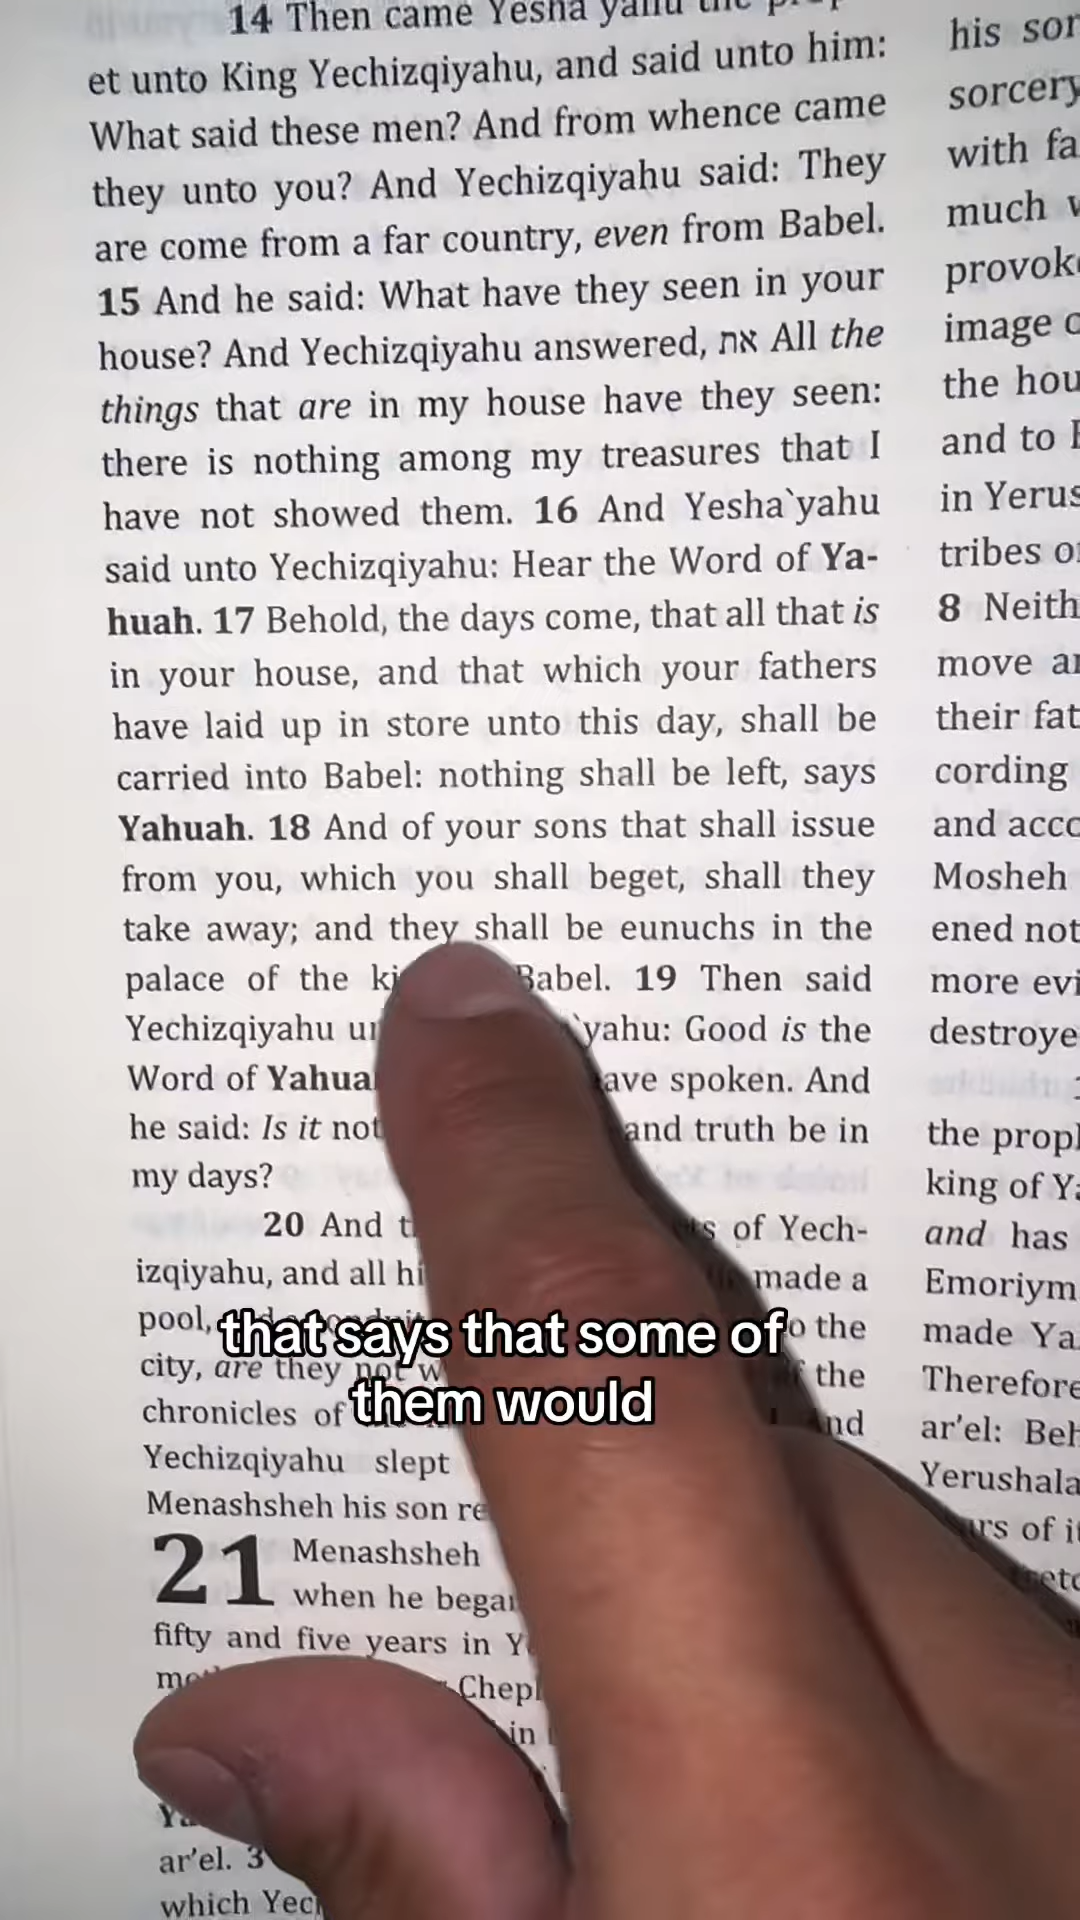 14 Then came Yesha`yahu the
et unto King Yechizqiyahu, and said unto him:
What said these men? And from whence came
they unto you? And Yechizqiyahu said: They
are come from a far country, even from Babel.
15 And he said: What have they seen in your
house? And Yechizqiyahu answered, את All the
things that are in my house have they seen:
there is nothing among my treasures that I
have not showed them. 16 And Yesha`yahu
said unto Yechizqiyahu: Hear the Word of Ya-
huah. 17 Behold, the days come, that all that is
in your house, and that which your fathers
have laid up in store unto this day, shall be
carried into Babel: nothing shall be left, says
Yahuah. 18 And of your sons that shall issue
from you, which you shall beget, shall they
take away; and they shall be eunuchs in the
palace of the Babel. 19 Then said
Yechizqiyahu `yahu: Good is the
Word of Yahua ave spoken. And
he said: Is it not and truth be in
my days?
20 And of Yech-
izqiyahu, and all made a
pool, the
city, are they not the
chronicles of And
Yechizqiyahu slept
Menashsheh his son
21 Menashsheh
when he began
fifty and five years in
Cheph
in
ar'el. 3
which
that says that some of
them would
his
sorcery
with
much
provok
image
the hou
and to
in Yerus
tribes of
8 Neith
move
their fat
cording
and acco
Mosheh
ened not
more evi
destroye
the prop
king of
and has
Emoriym
made Ya
Therefore
ar'el: Beh
Yerushala
of it